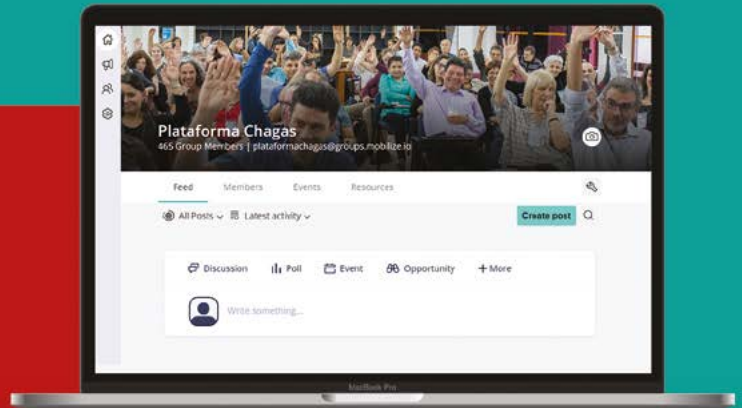 Plataforma Chagas
465 Group Members | plataformachagas@groups.mobilize.io
Feed Members Events Resources
All Posts Latest activity Create post
Discussion Poll Event Opportunity + More
Write something...
MacBook Pro